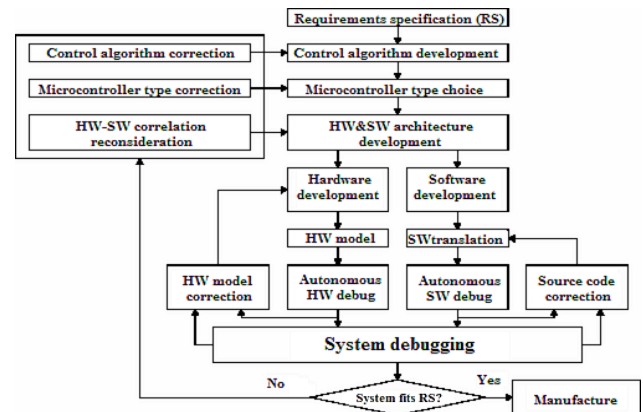 Requirements specification (RS)
Control algorithm correction
Control algorithm development
Microcontroller type correction
Microcontroller type choice
HW-SW correlation
reconsideration
HW&SW architecture
development
Hardware
development
Software
development
HW model
SWtranslation
HW model
correction
Autonomous
HW debug
Autonomous
SW debug
Source code
correction
System debugging
No
System fits RS?
Yes
Manufacture